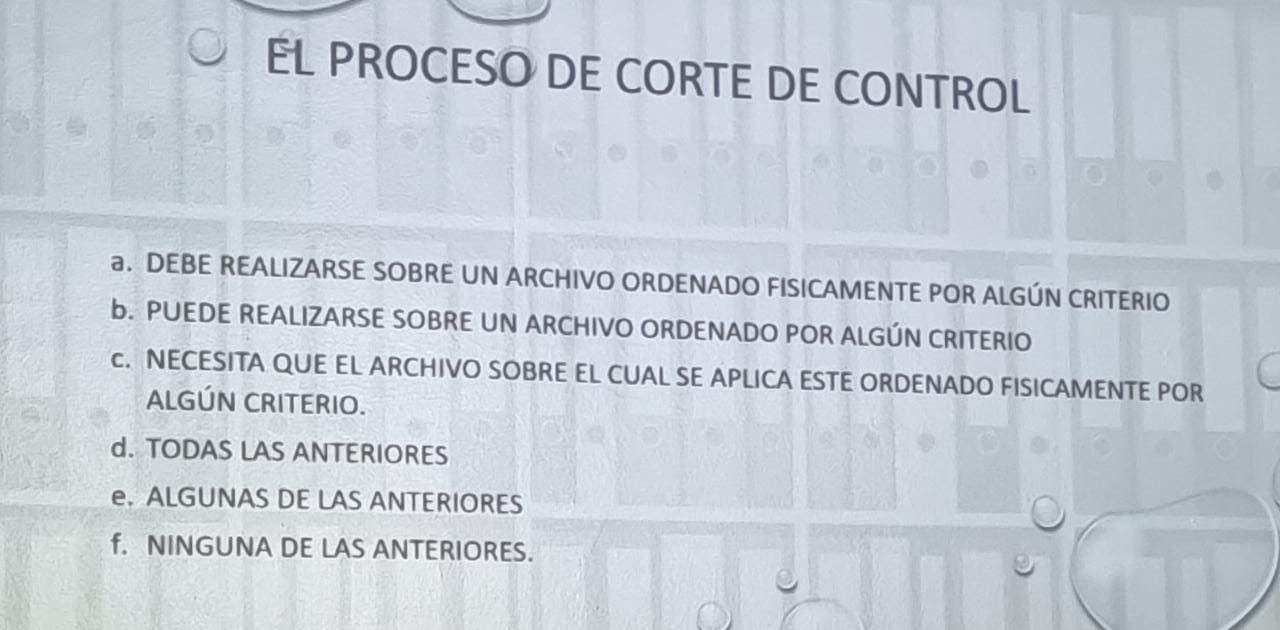 EL PROCESO DE CORTE DE CONTROL
a. DEBE REALIZARSE SOBRE UN ARCHIVO ORDENADO FISICAMENTE POR ALGÚN CRITERIO
b. PUEDE REALIZARSE SOBRE UN ARCHIVO ORDENADO POR ALGÚN CRITERIO
c. NECESITA QUE EL ARCHIVO SOBRE EL CUAL SE APLICA ESTE ORDENADO FISICAMENTE POR
ALGÚN CRITERIO.
d. TODAS LAS ANTERIORES
e. ALGUNAS DE LAS ANTERIORES
f. NINGUNA DE LAS ANTERIORES.